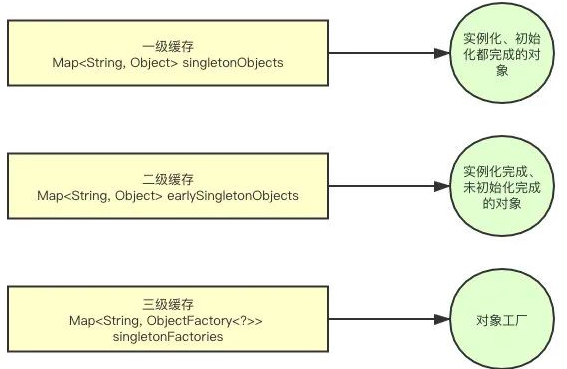 一级缓存
Map<String, Object> singletonObjects
实例化、初始
化都完成的对
象
二级缓存
Map<String, Object> earlySingletonObjects
实例化完成、
未初始化完成
的对象
三级缓存
Map<String, ObjectFactory<?>>
singletonFactories
对象工厂